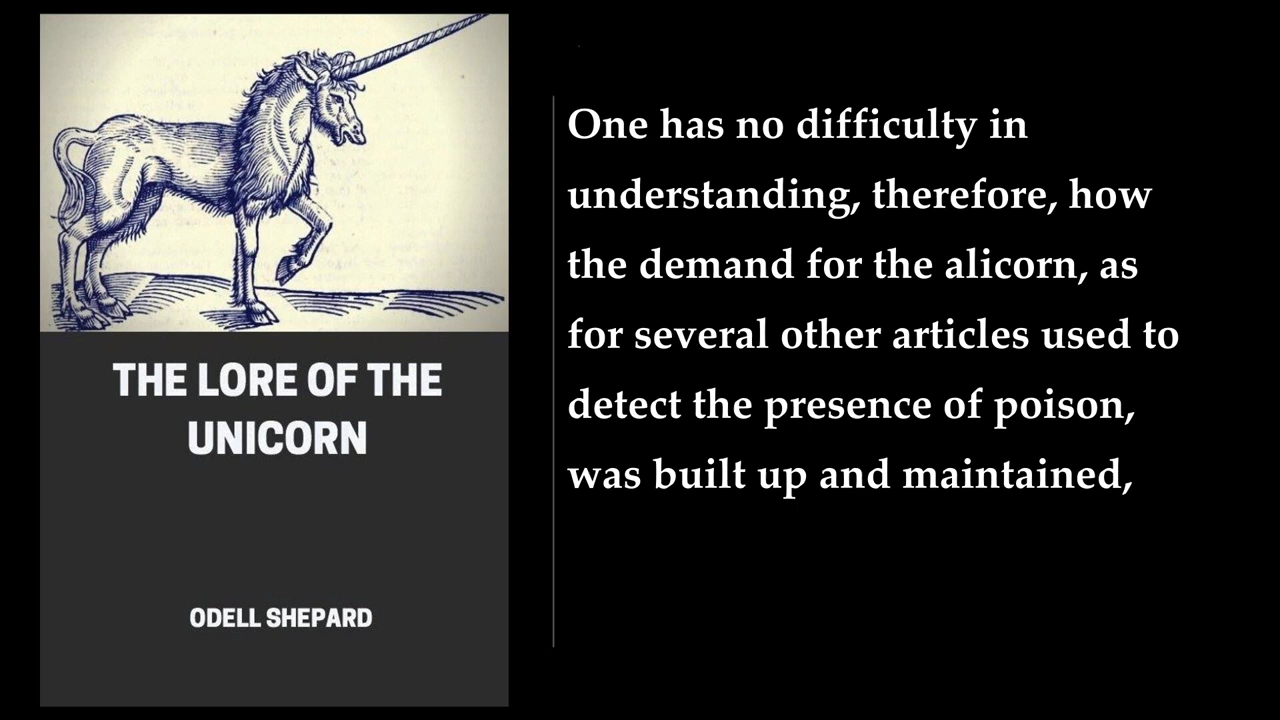 THE LORE OF THE
UNICORN
ODELL SHEPARD
One has no difficulty in
understanding, therefore, how
the demand for the alicorn, as
for several other articles used to
detect the presence of poison,
was built up and maintained,